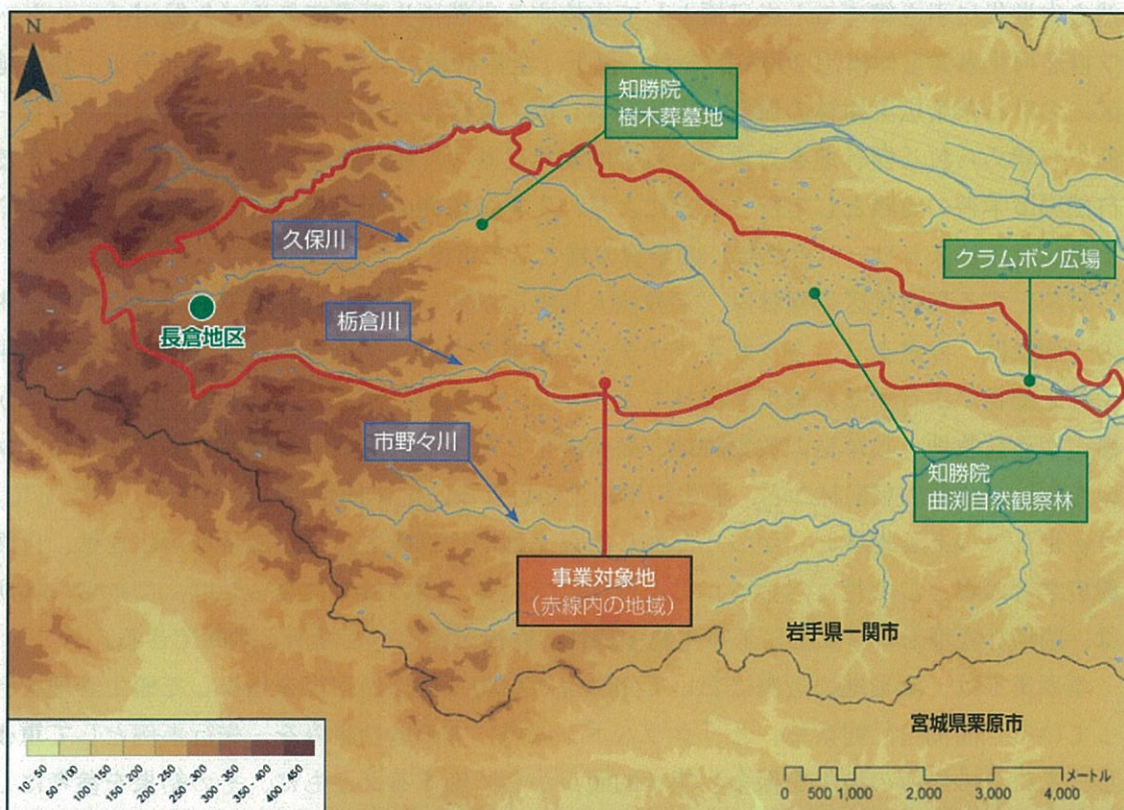 N
知勝院
樹木葬墓地
久保川
クラムボン広場
栃倉川
長倉地区
市野々川
知勝院
曲渕自然観察林
事業対象地
（赤線内の地域）
岩手県一関市
宮城県栗原市
10 - 50
50 - 100
100 - 150
150 - 200
200 - 250
250 - 300
300 - 350
350 - 400
400 - 450
メートル
0 500 1,000 2,000 3,000 4,000